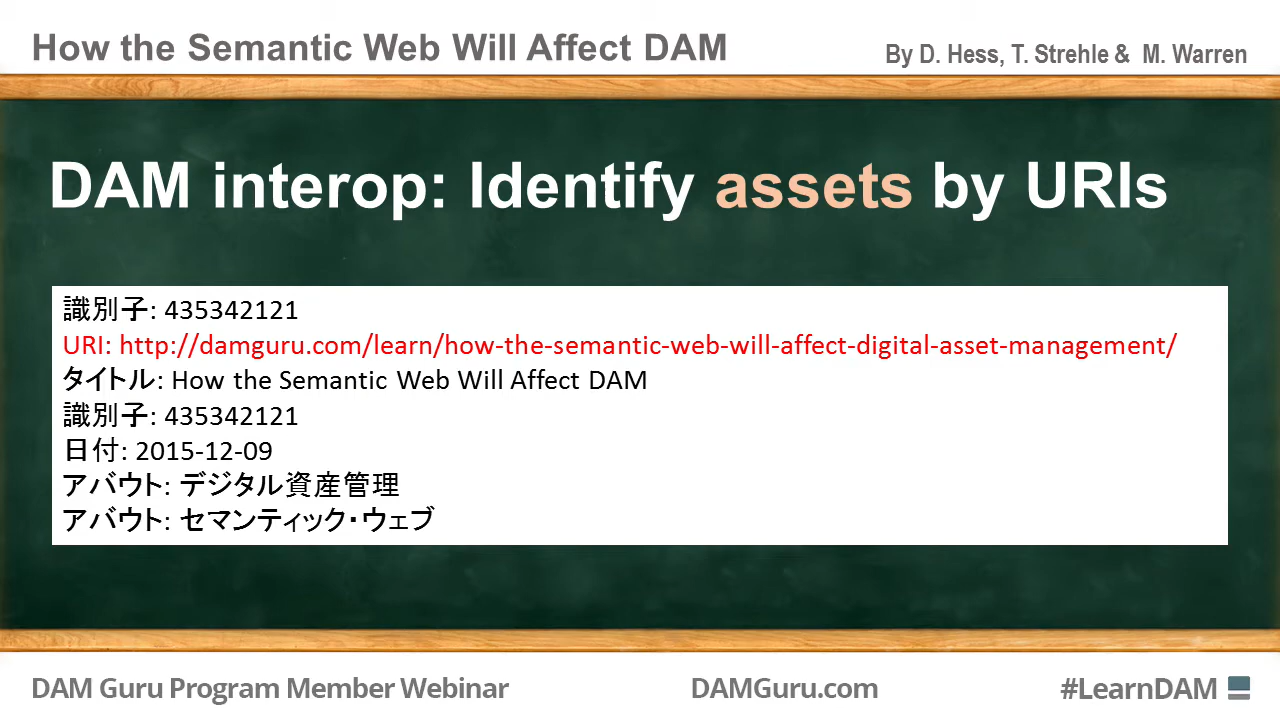 How the Semantic Web Will Affect DAM
By D. Hess, T. Strehle & M. Warren
DAM interop: Identify assets by URIs
識別子: 435342121
URI: http://damguru.com/learn/how-the-semantic-web-will-affect-digital-asset-management/
タイトル: How the Semantic Web Will Affect DAM
識別子: 435342121
日付: 2015-12-09
アバウト: デジタル資産管理
アバウト: セマンティック・ウェブ
DAM Guru Program Member Webinar
DAMGuru.com
#LearnDAM